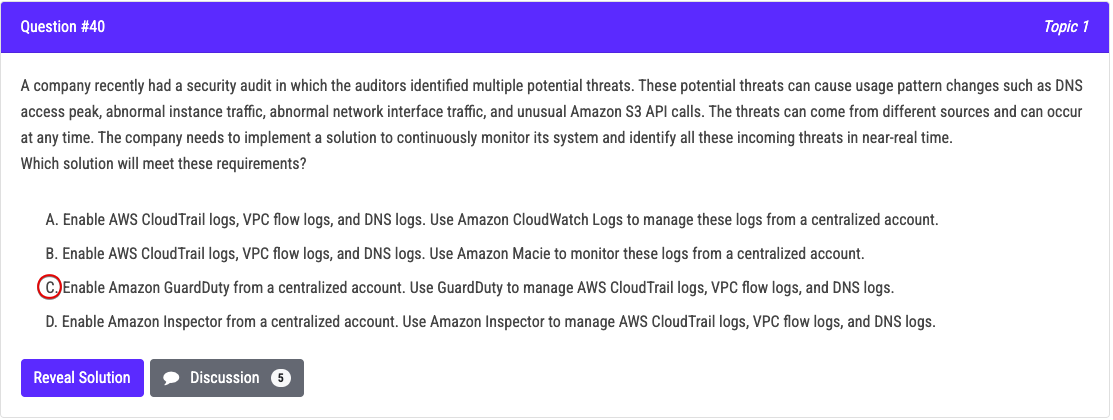 Question #40
Topic 1
A company recently had a security audit in which the auditors identified multiple potential threats. These potential threats can cause usage pattern changes such as DNS
access peak, abnormal instance traffic, abnormal network interface traffic, and unusual Amazon S3 API calls. The threats can come from different sources and can occur
at any time. The company needs to implement a solution to continuously monitor its system and identify all these incoming threats in near-real time.
Which solution will meet these requirements?
A. Enable AWS CloudTrail logs, VPC flow logs, and DNS logs. Use Amazon CloudWatch Logs to manage these logs from a centralized account.
B. Enable AWS CloudTrail logs, VPC flow logs, and DNS logs. Use Amazon Macie to monitor these logs from a centralized account.
C. Enable Amazon GuardDuty from a centralized account. Use GuardDuty to manage AWS CloudTrail logs, VPC flow logs, and DNS logs.
D. Enable Amazon Inspector from a centralized account. Use Amazon Inspector to manage AWS CloudTrail logs, VPC flow logs, and DNS logs.
Reveal Solution
Discussion 5